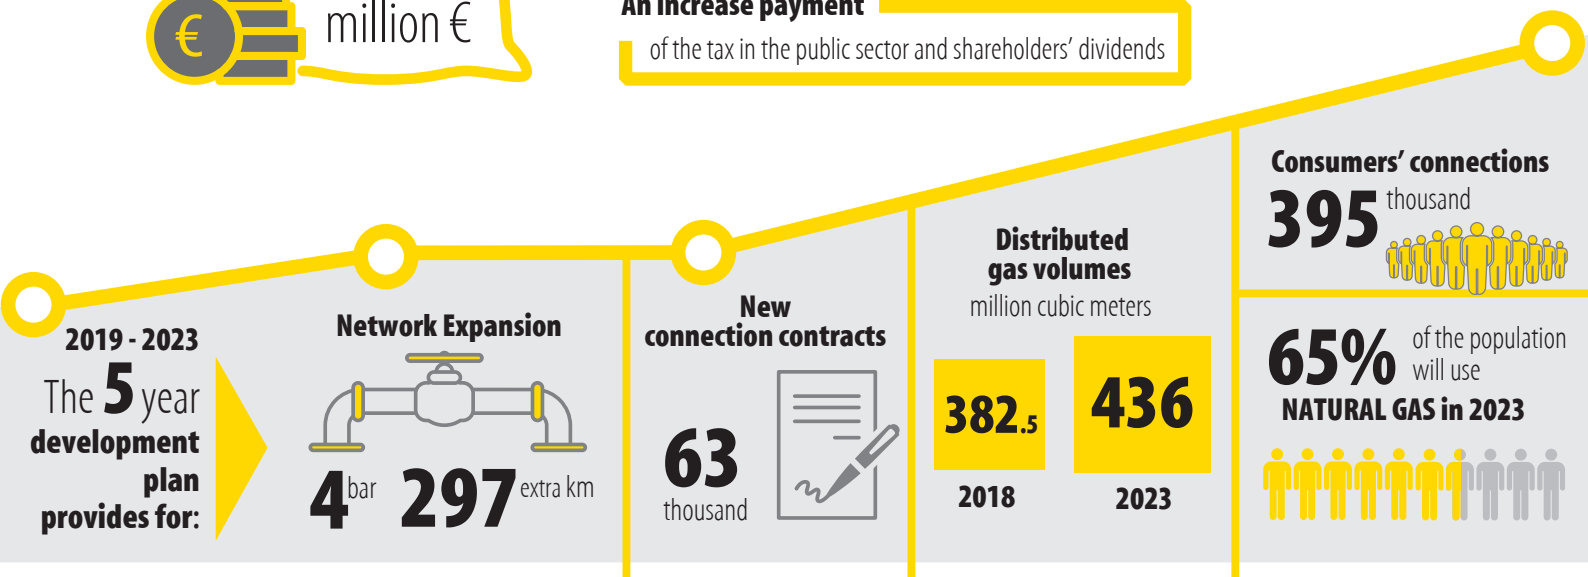 €
million €
An increase payment
of the tax in the public sector and shareholders’ dividends
2019 - 2023
The 5 year
development
plan
provides for:
Network Expansion
4 bar 297 extra km
New
connection contracts
63
thousand
Distributed
gas volumes
million cubic meters
382.5
436
2018
2023
Consumers’ connections
395 thousand
65% of the population
will use
NATURAL GAS in 2023